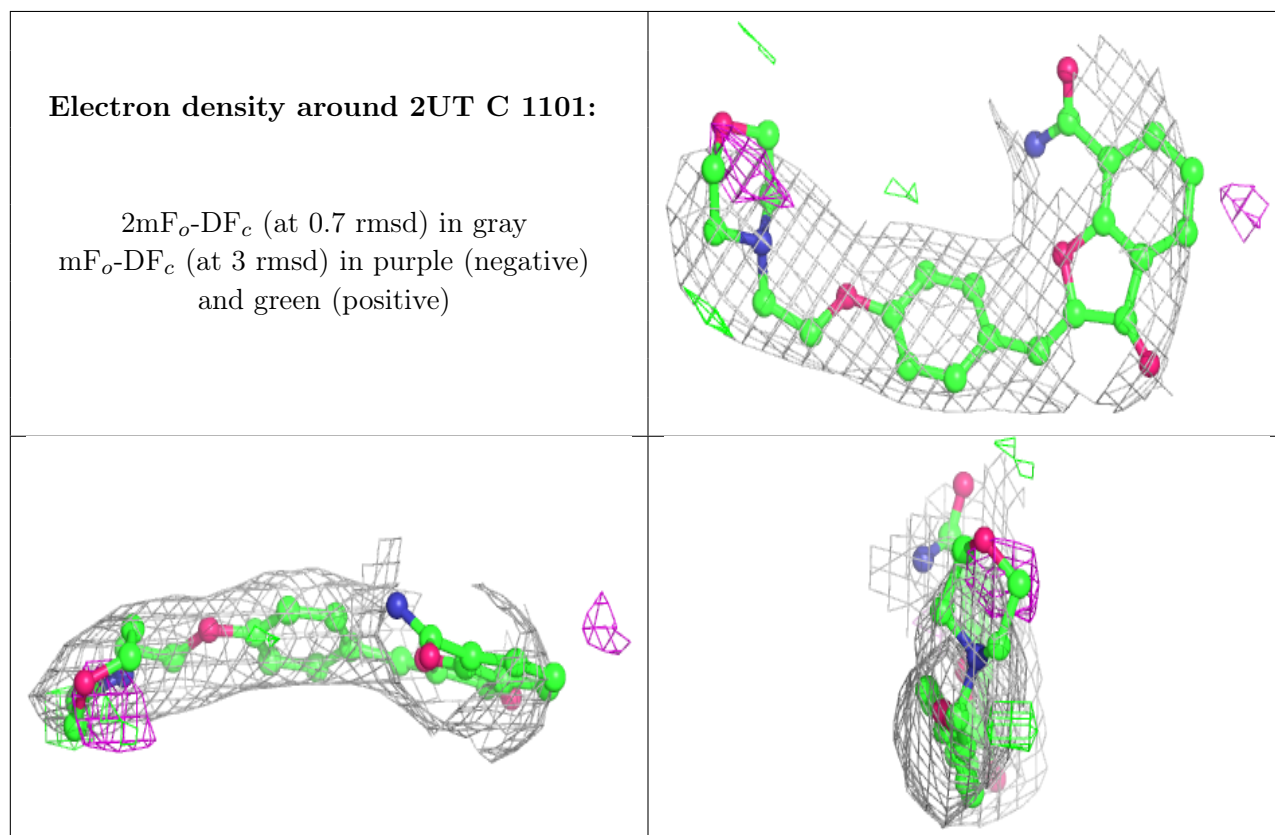 Electron density around 2UT C 1101:
2mFo-DFc (at 0.7 rmsd) in gray
mFo-DFc (at 3 rmsd) in purple (negative)
and green (positive)